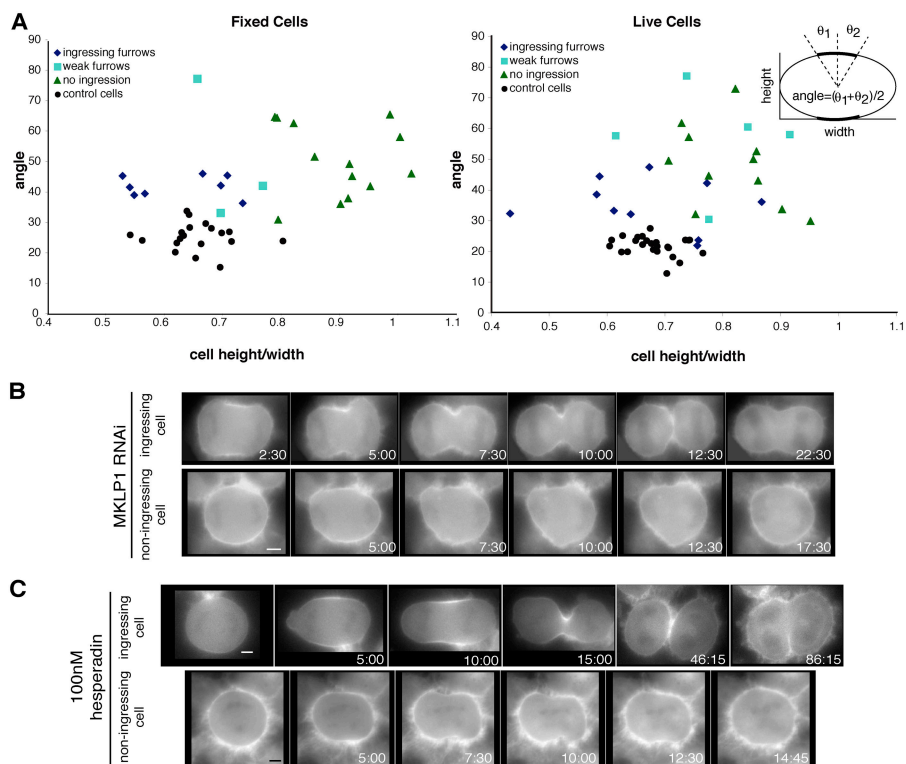 A
Fixed Cells
90
80
70
60
50
40
30
20
10
0
angle
ingressing furrows
weak furrows
no ingression
control cells
0.4 0.5 0.6 0.7 0.8 0.9 1 1.1
cell height/width
Live Cells
90
80
70
60
50
40
30
20
10
0
angle
ingressing furrows
weak furrows
no ingression
control cells
0.4 0.5 0.6 0.7 0.8 0.9 1 1.1
cell height/width
θ1 θ2
height
angle=(θ1+θ2)/2
width
B
MKLP1 RNAi
ingressing
cell
2:30 5:00 7:30 10:00 12:30 22:30
non-ingressing
cell
5:00 7:30 10:00 12:30 17:30
C
100nM
hesperadin
ingressing
cell
5:00 10:00 15:00 46:15 86:15
non-ingressing
cell
5:00 7:30 10:00 12:30 14:45